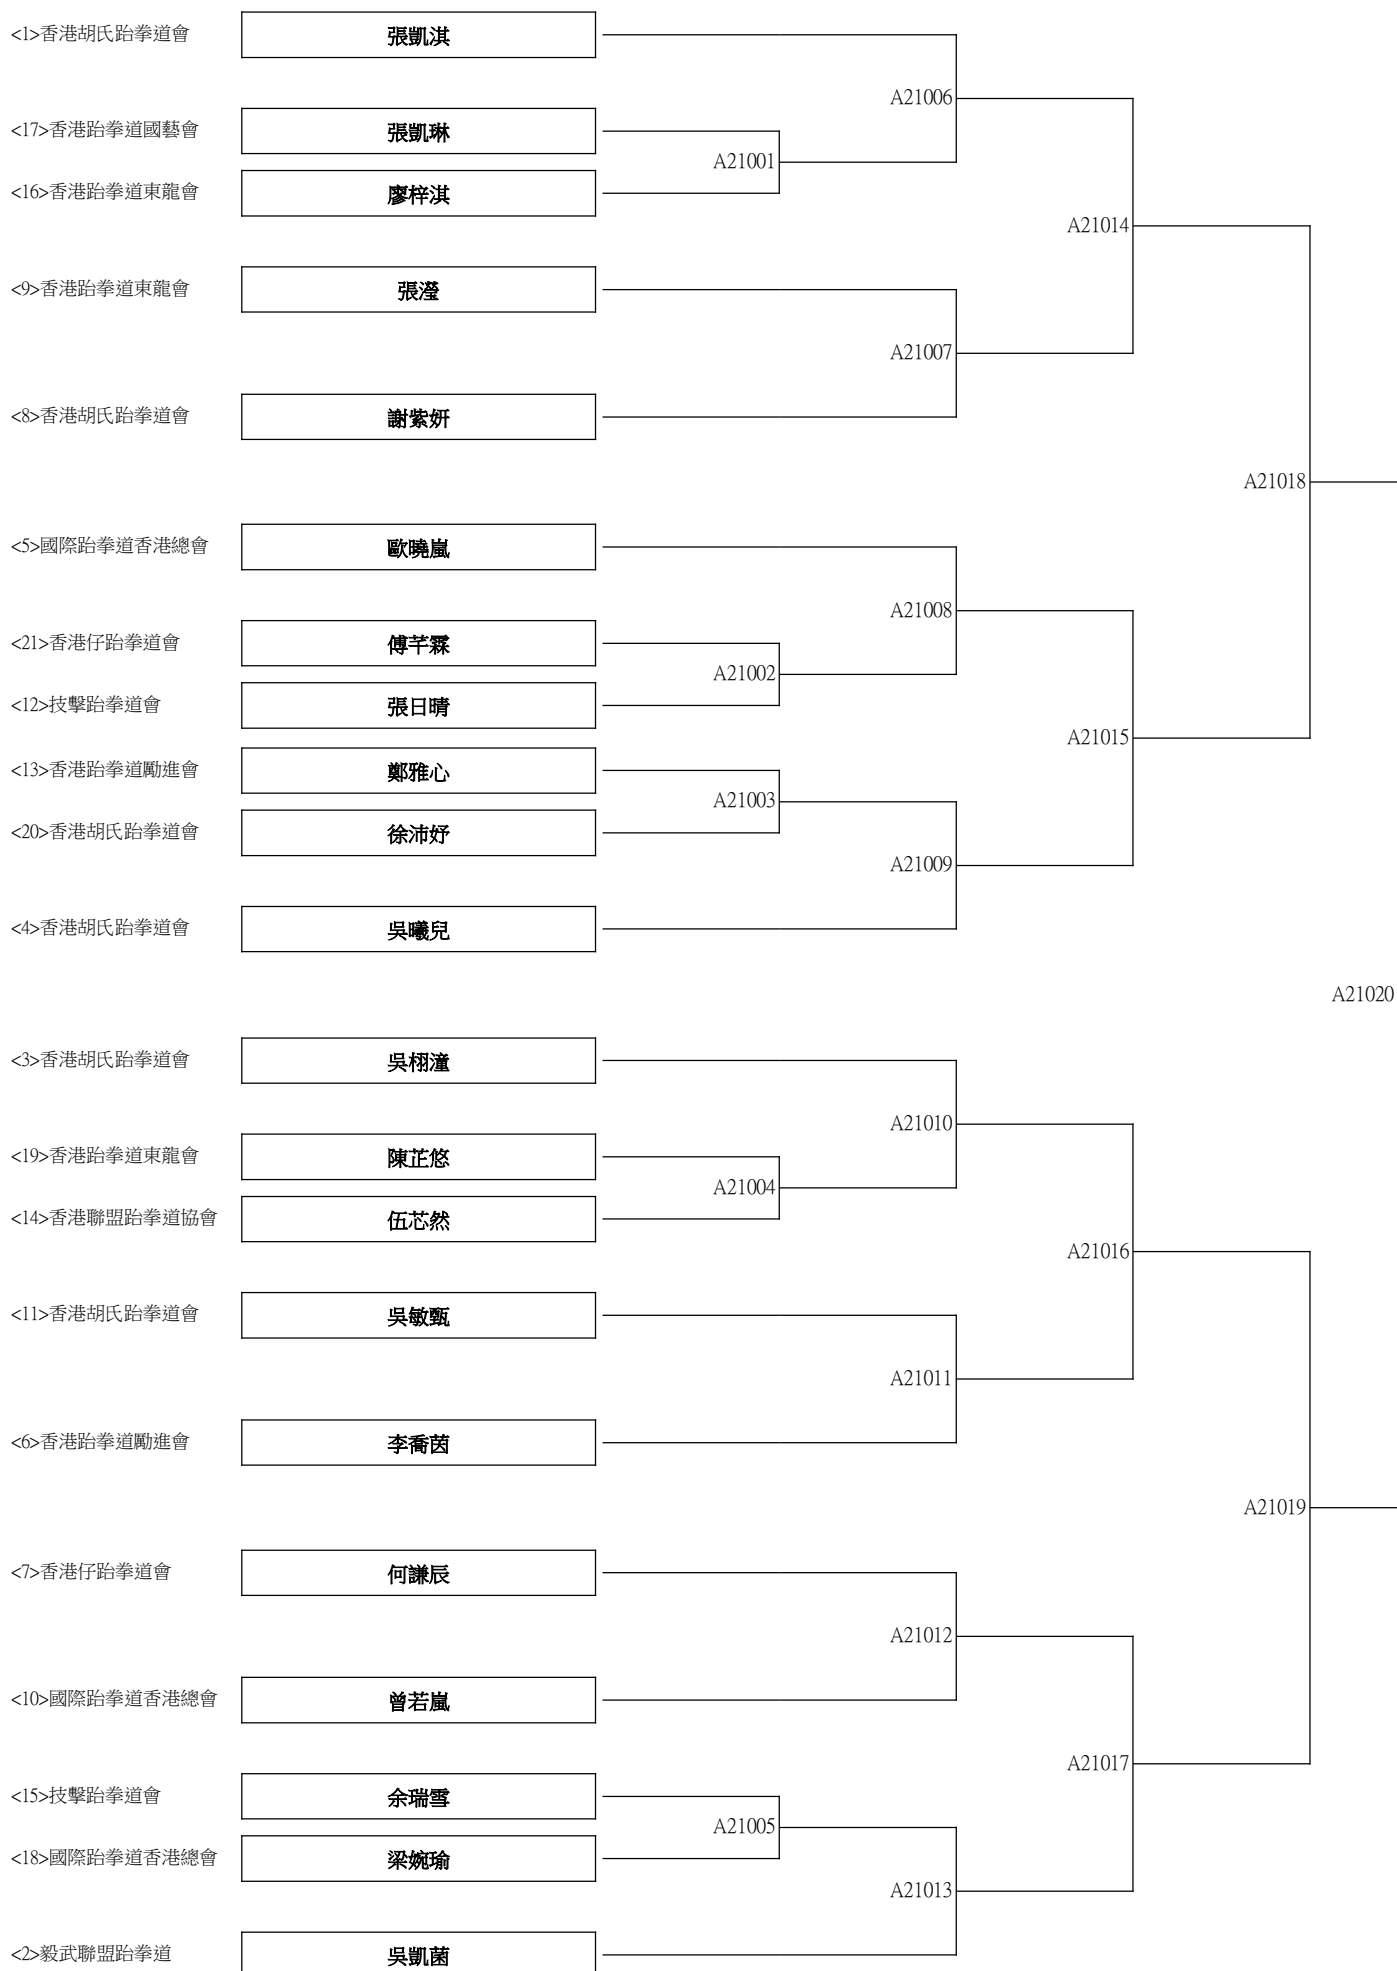 <1>香港胡氏跆拳道會 張凱淇
A21006
<17>香港跆拳道國藝會 張凱琳
A21001
<16>香港跆拳道東龍會 廖梓淇
A21014
<9>香港跆拳道東龍會 張瀅
A21007
<8>香港胡氏跆拳道會 謝紫妍
A21018
<5>國際跆拳道香港總會 歐曉嵐
A21008
<21>香港仔跆拳道會 傅芊霖
A21002
<12>技擊跆拳道會 張日晴
A21015
<13>香港跆拳道勵進會 鄭雅心
A21003
<20>香港胡氏跆拳道會 徐沛妤
A21009
<4>香港胡氏跆拳道會 吳曦兒
A21020
<3>香港胡氏跆拳道會 吳栩潼
A21010
<19>香港跆拳道東龍會 陳芷悠
A21004
<14>香港聯盟跆拳道協會 伍芯然
A21016
<11>香港胡氏跆拳道會 吳敏甄
A21011
<6>香港跆拳道勵進會 李喬茵
A21019
<7>香港仔跆拳道會 何謙辰
A21012
<10>國際跆拳道香港總會 曾若嵐
A21017
<15>技擊跆拳道會 余瑞雪
A21005
<18>國際跆拳道香港總會 梁婉瑜
A21013
<2>毅武聯盟跆拳道 吳凱菌